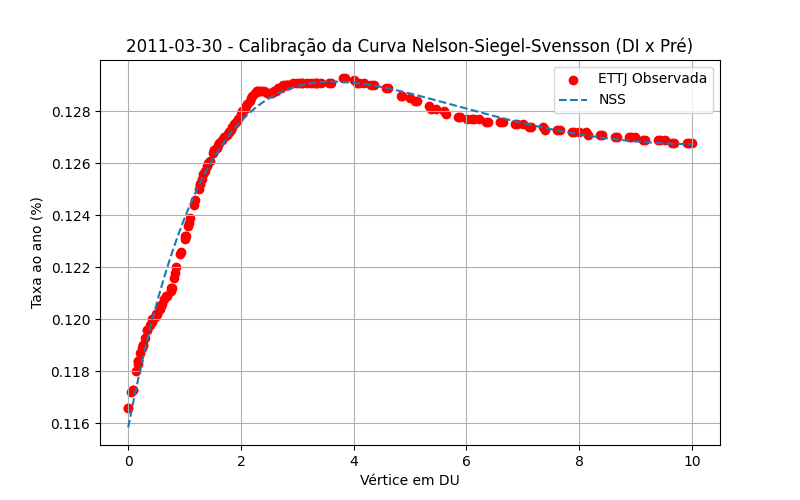 2011-03-30 - Calibração da Curva Nelson-Siegel-Svensson (DI x Pré)
ETTJ Observada
NSS
Taxa ao ano (%)
0.128
0.126
0.124
0.122
0.120
0.118
0.116
0 2 4 6 8 10
Vértice em DU